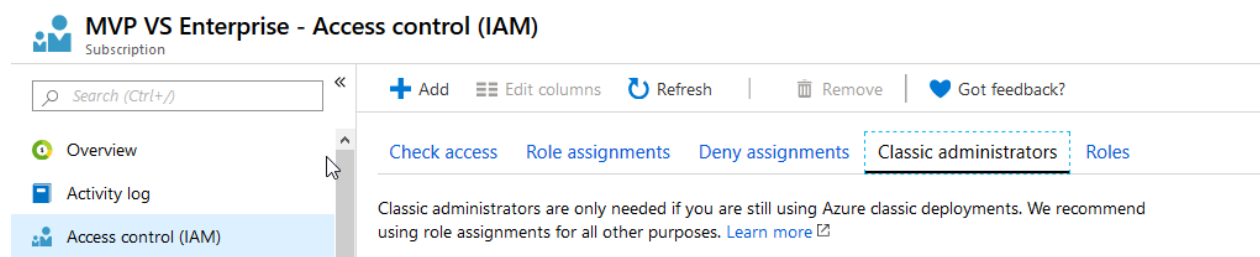 MVP VS Enterprise - Access control (IAM)
Subscription
Search (Ctrl+/)
«
Add Edit columns Refresh Remove Got feedback?
Overview
Activity log
Access control (IAM)
Check access Role assignments Deny assignments Classic administrators Roles
Classic administrators are only needed if you are still using Azure classic deployments. We recommend
using role assignments for all other purposes. Learn more